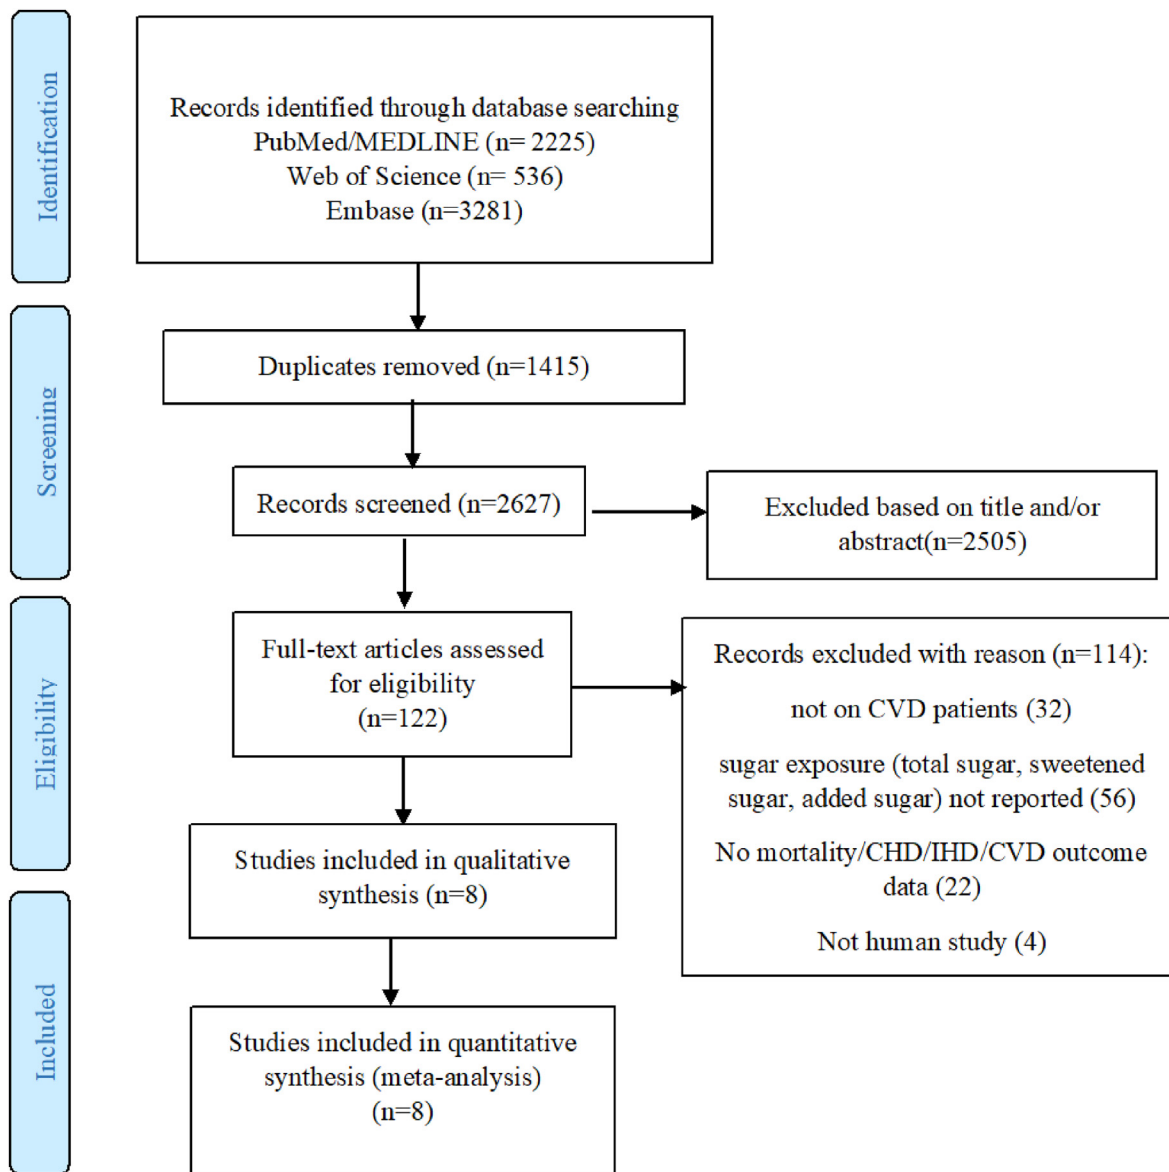 Identification
Records identified through database searching
PubMed/MEDLINE (n= 2225)
Web of Science (n= 536)
Embase (n=3281)
Screening
Duplicates removed (n=1415)
Records screened (n=2627)
Excluded based on title and/or
abstract(n=2505)
Eligibility
Full-text articles assessed
for eligibility
(n=122)
Records excluded with reason (n=114):
not on CVD patients (32)
sugar exposure (total sugar, sweetened
sugar, added sugar) not reported (56)
No mortality/CHD/IHD/CVD outcome
data (22)
Not human study (4)
Studies included in qualitative
synthesis (n=8)
Included
Studies included in quantitative
synthesis (meta-analysis)
(n=8)